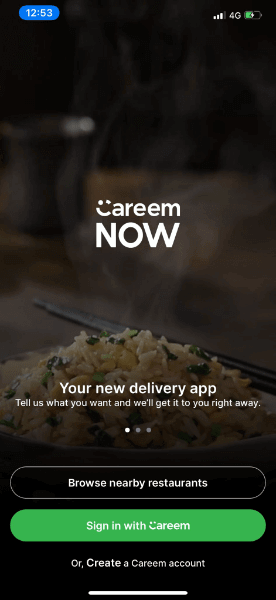 12:53
4G
Careem
NOW
Your new delivery app
Tell us what you want and we'll get it to you right away.
Browse nearby restaurants
Sign in with Careem
Or, Create a Careem account